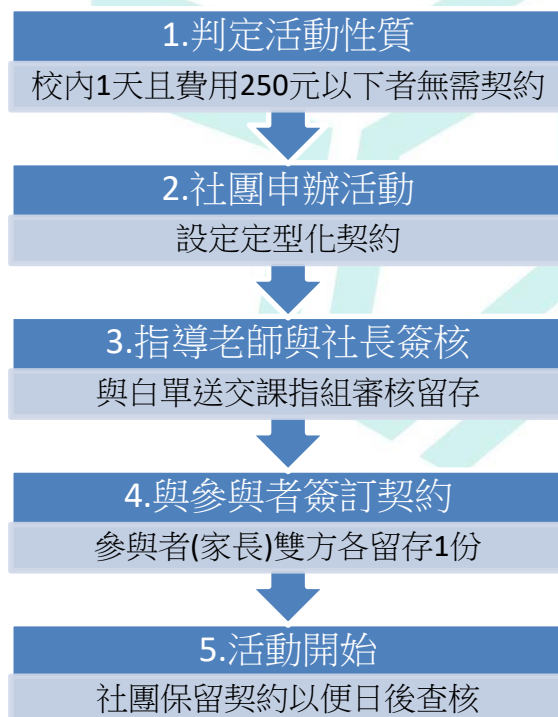 1.判定活動性質
校內1天且費用250元以下者無需契約
2.社團申辦活動
設定定型化契約
3.指導老師與社長簽核
與白單送交課指組審核留存
4.與參與者簽訂契約
參與者(家長)雙方各留存1份
5.活動開始
社團保留契約以便日後查核